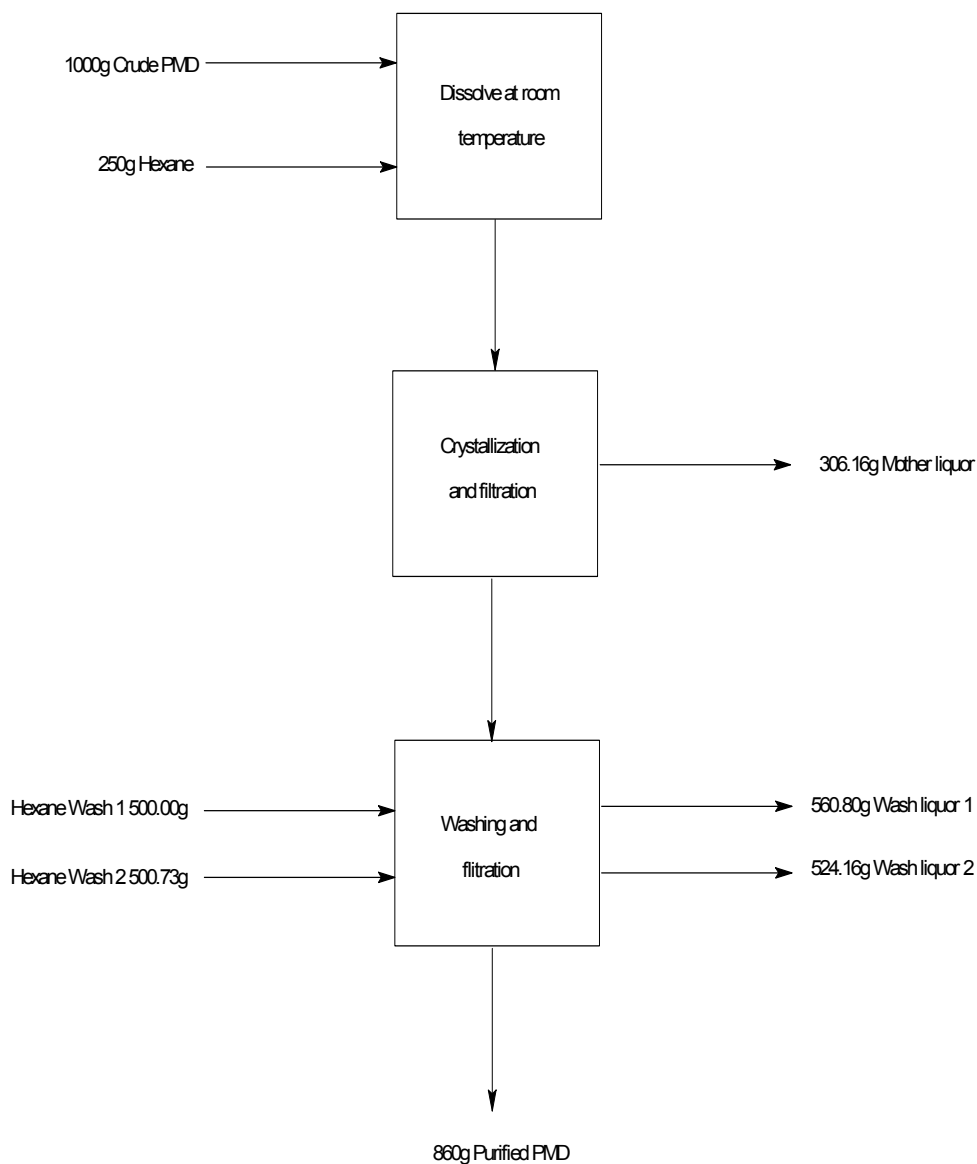 1000g Crude PMD
250g Hexane
Dissolve at room
temperature
Crystallization
and filtration
306.16g Mother liquor
Hexane Wash 1 500.00g
Hexane Wash 2 500.73g
Washing and
flitration
560.80g Wash liquor 1
524.16g Wash liquor 2
860g Purified PMD